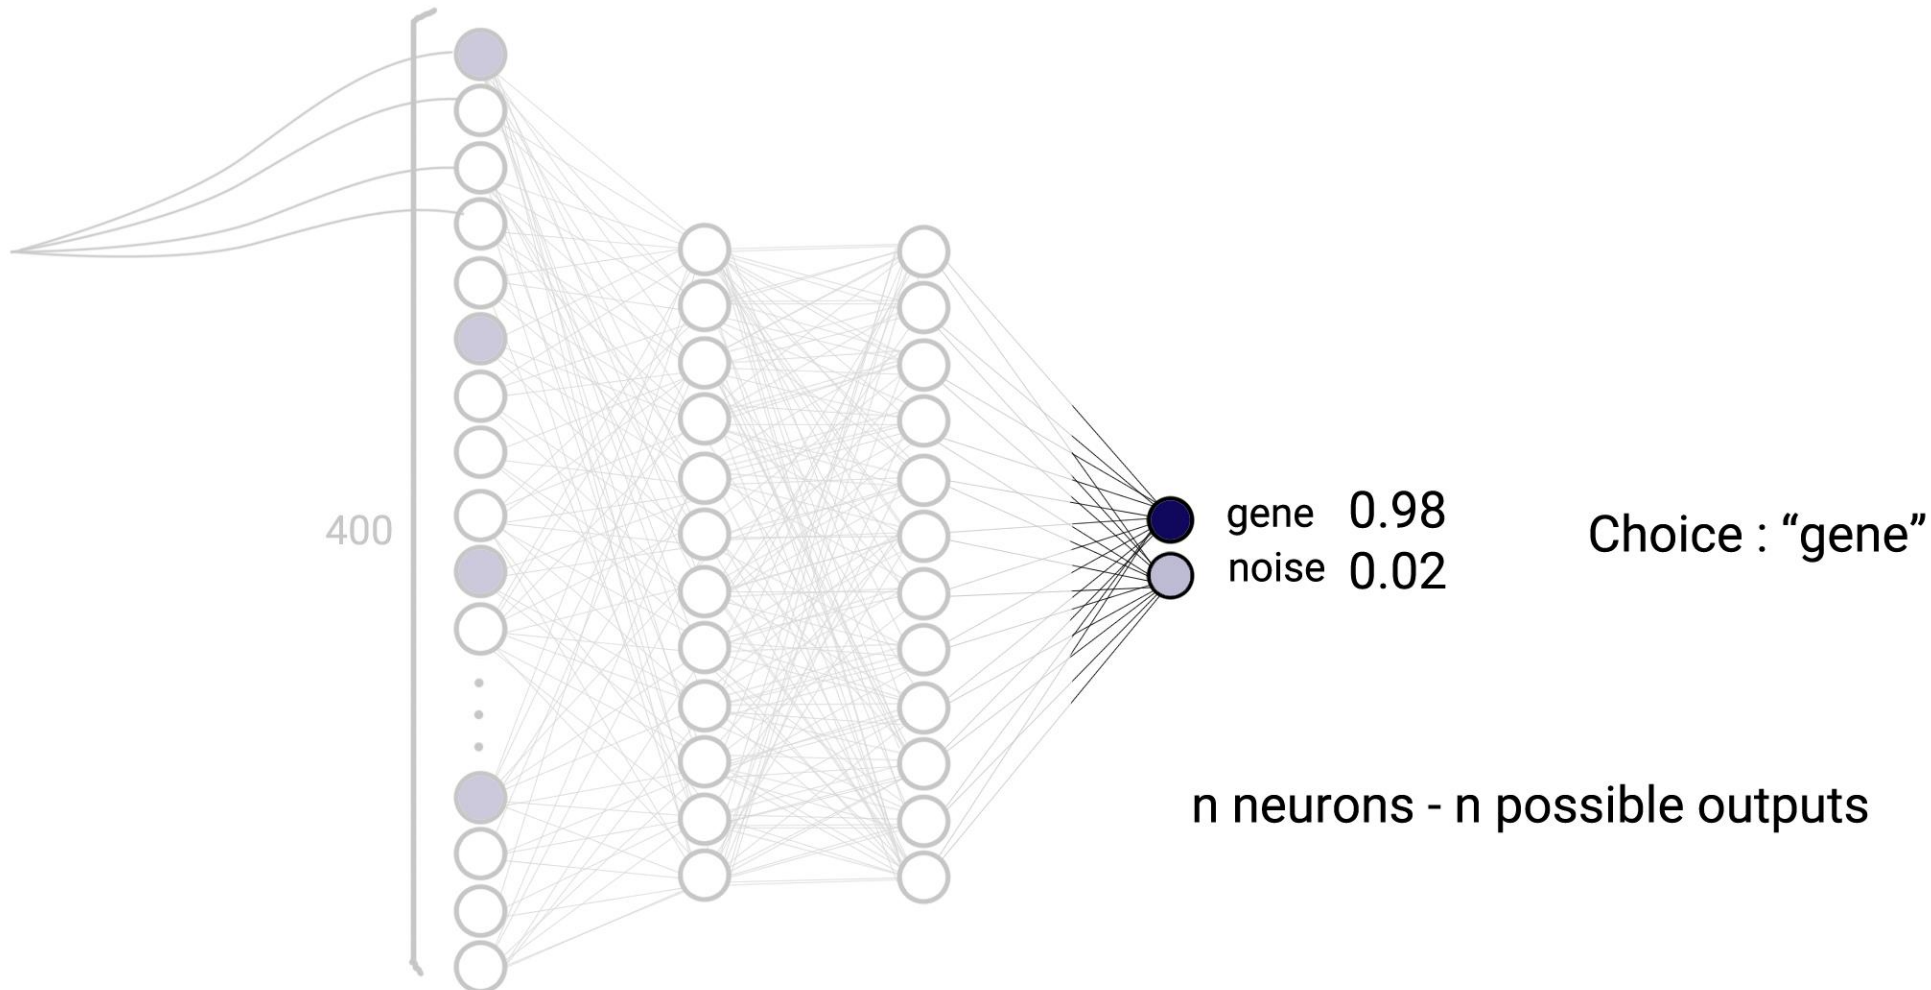 400
gene 0.98
noise 0.02
Choice : “gene”
n neurons - n possible outputs